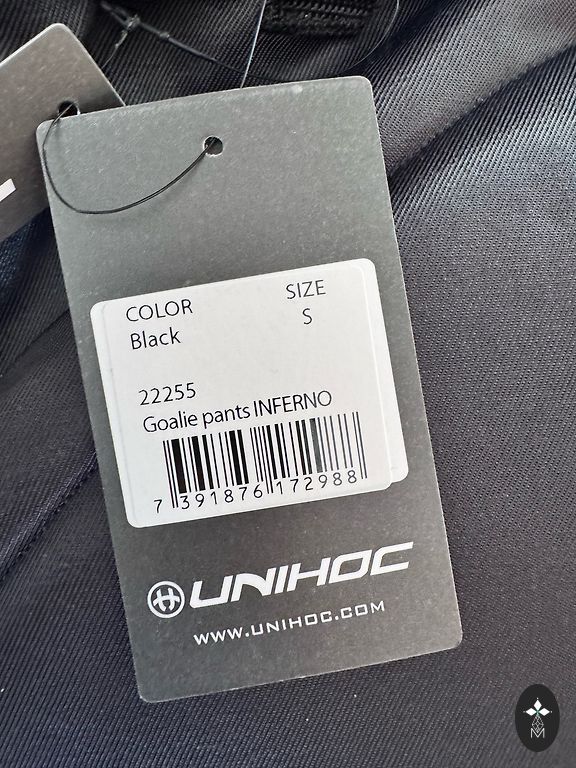 COLOR
Black
SIZE
S
22255
Goalie pants INFERNO
7 391876 172988
UNIHOC
WWW.UNIHOC.COM
M